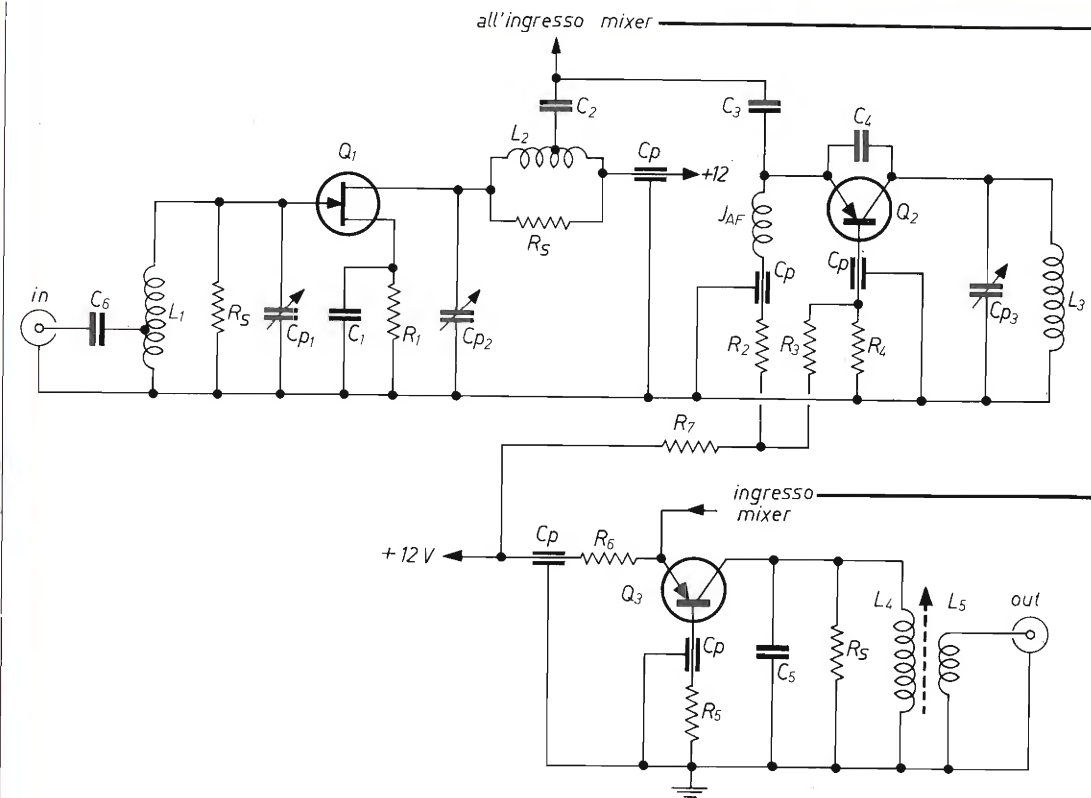 all'ingresso mixer
C2
C3
C4
L2
Q1
Cp
+12
Q2
JAF
RS
Cp
Cp
in
C6
L1
RS
Cp1
C1
R1
Cp2
R2
R3
R4
Cp3
L3
R7
ingresso
mixer
+12V
Cp
R6
Q3
L4
L5
out
Cp
C5
RS
R5